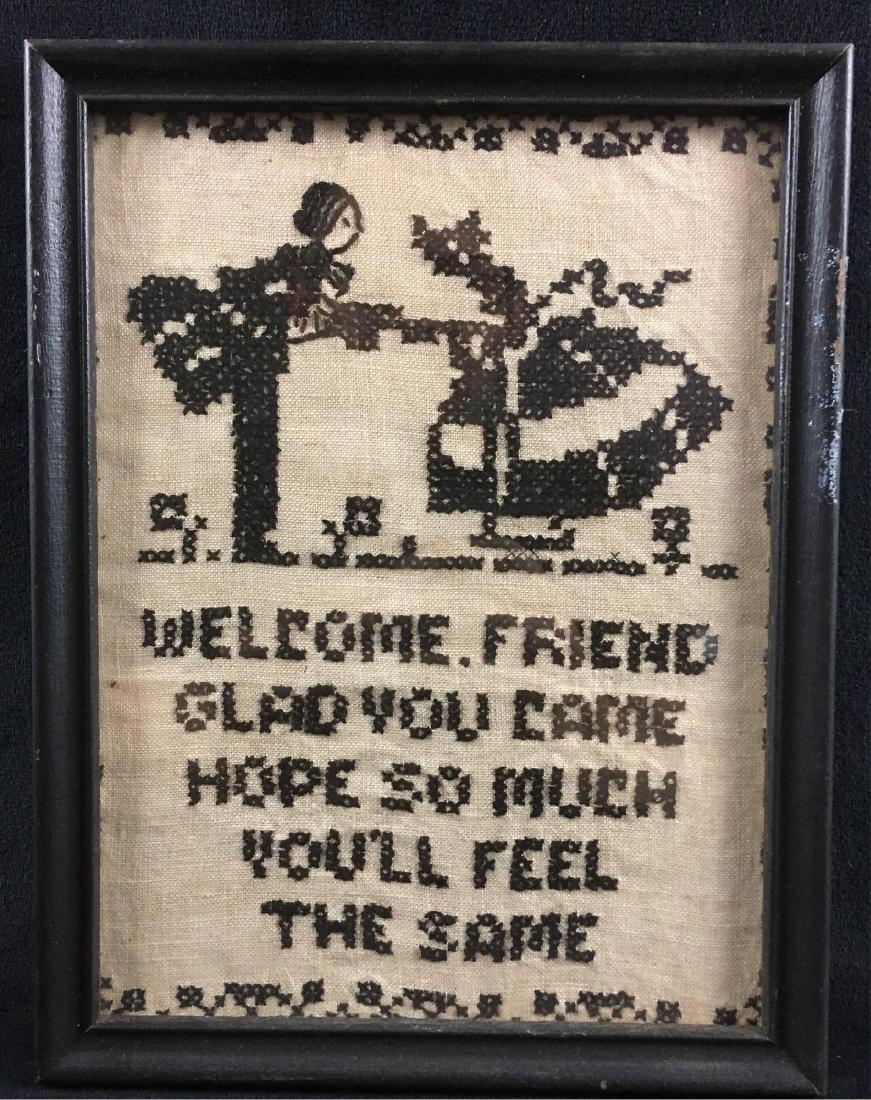 WELCOME. FRIEND
GLAD YOU CAME
HOPE SO MUCH
YOU'LL FEEL
THE SAME